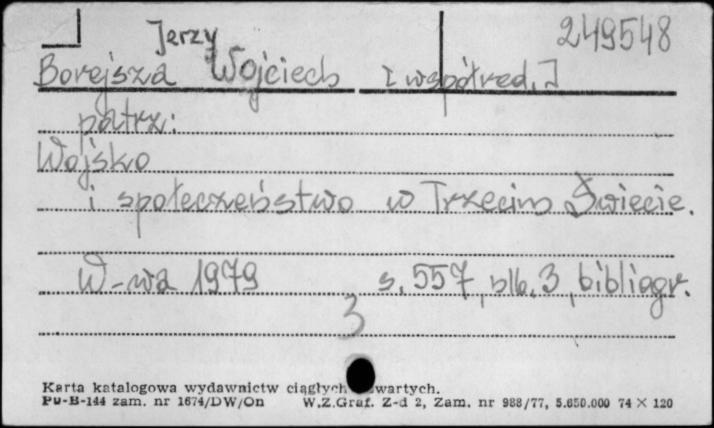 Jerzy 249548
Borejsza Wojciech [współred.]
patrz:
Wojsko
i społeczeństwo w Trzecim Świecie.
W-wa 1979 s. 557, nlb. 3, bibliogr.
3
Karta katalogowa wydawnictw ciągłych wartych.
Pu-B-144 zam. nr 1674/DW/On W.Z.Graf. Z-d 2, Zam. nr 988/77, 5.650.000 74 × 120